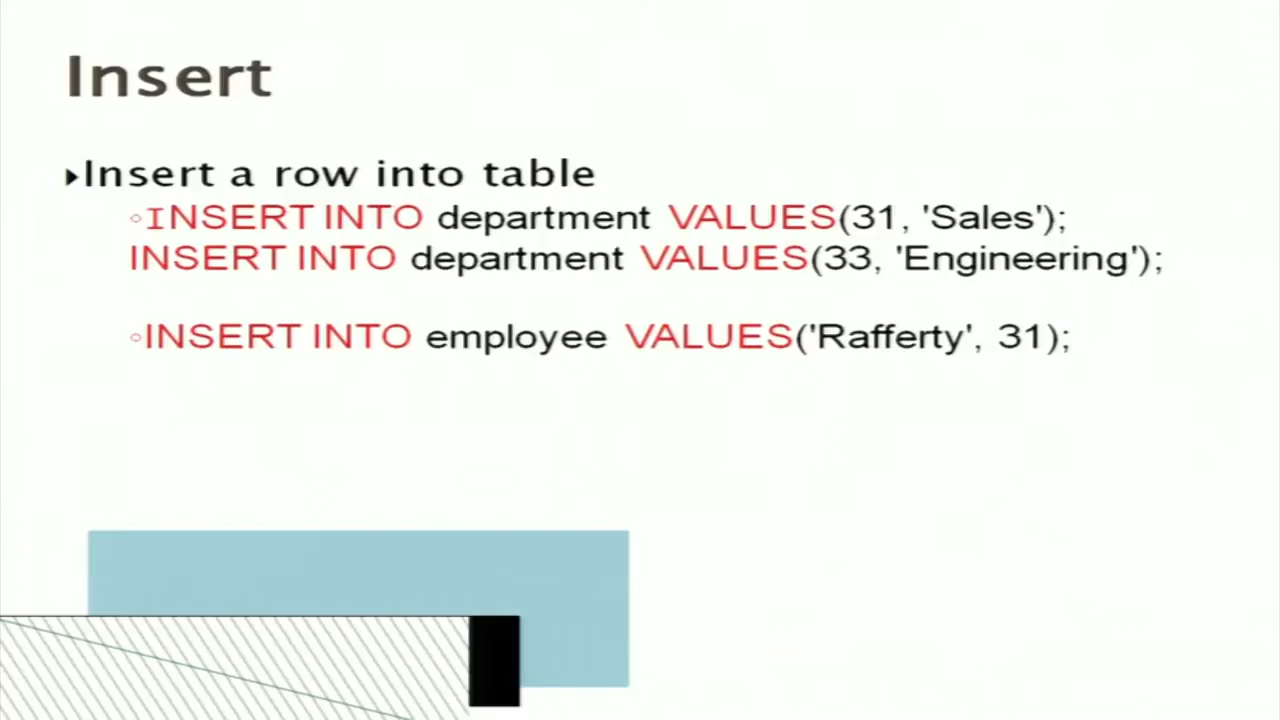 Insert
Insert a row into table
INSERT INTO department VALUES(31, 'Sales');
INSERT INTO department VALUES(33, 'Engineering');
INSERT INTO employee VALUES('Rafferty', 31);